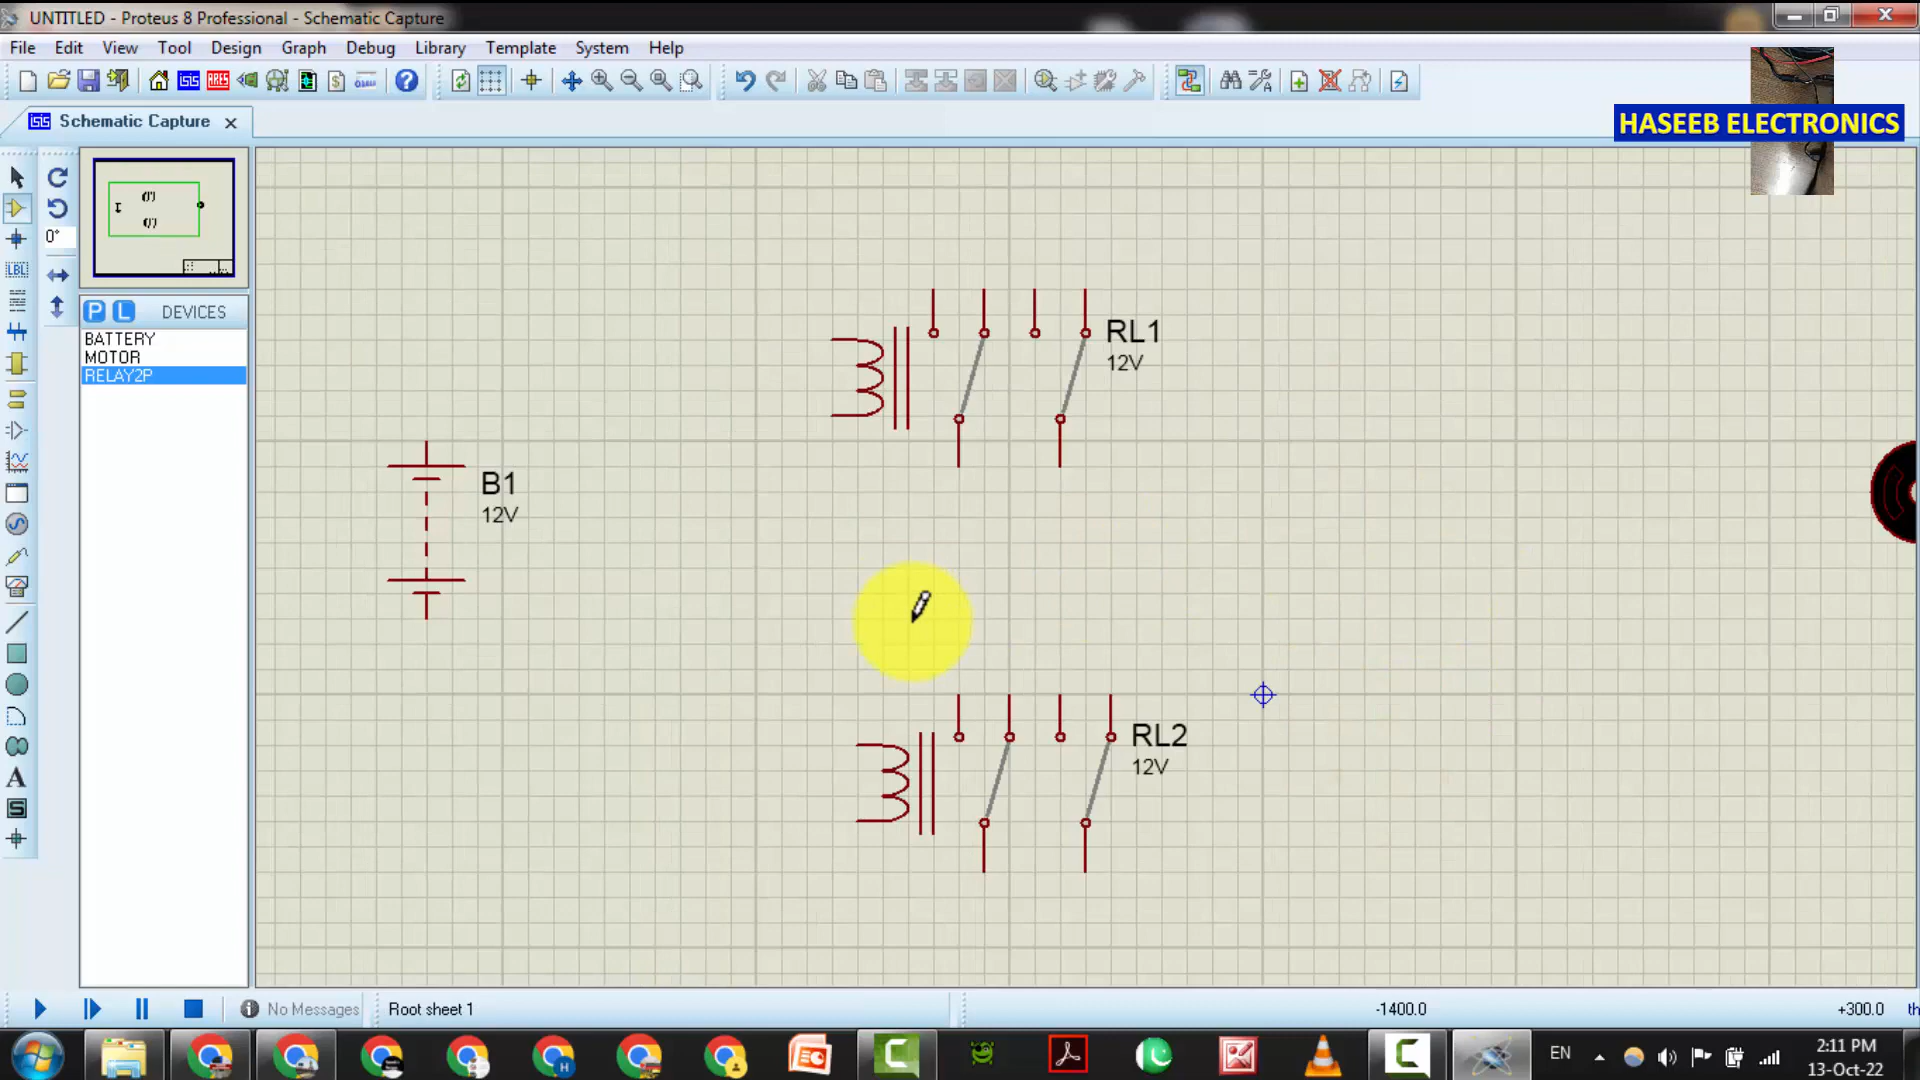 UNTITLED - Proteus 8 Professional - Schematic Capture
File Edit View Tool Design Graph Debug Library Template System Help
Schematic Capture
HASEEB ELECTRONICS
0°
LBL
P L DEVICES
BATTERY
MOTOR
RELAY2P
A
S
RL1
12V
B1
12V
RL2
12V
No Messages
Root sheet 1
-1400.0
+300.0
th
EN
2:11 PM
13-Oct-22